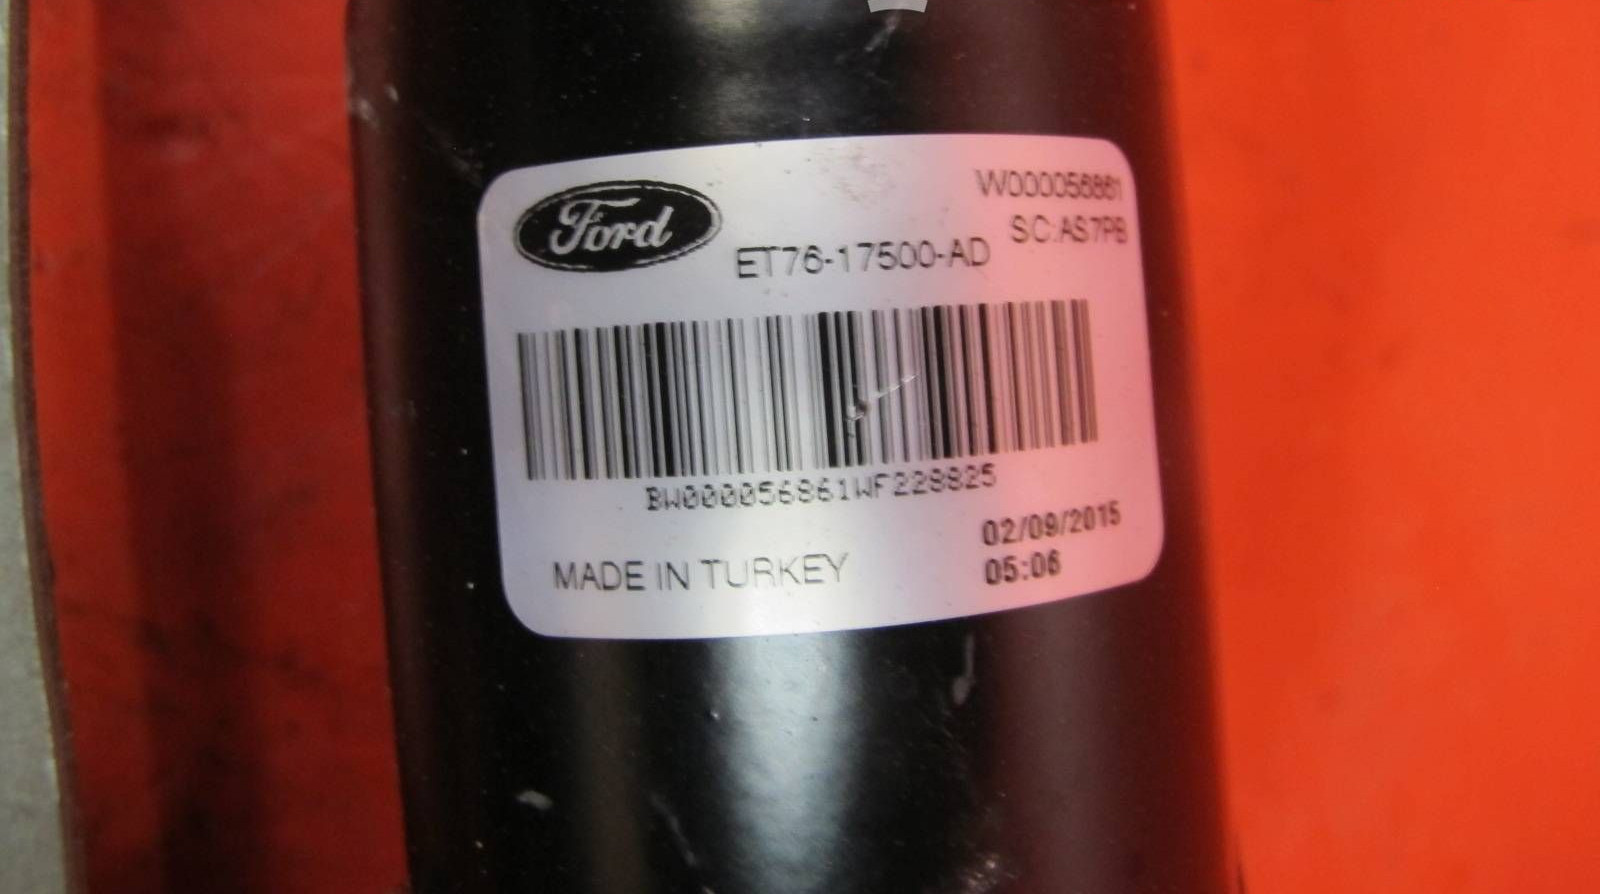 Ford
W000056861
SC:AS7PB
ET76-17500-AD
BW000056861WF228825
02/09/2015
MADE IN TURKEY
05:06